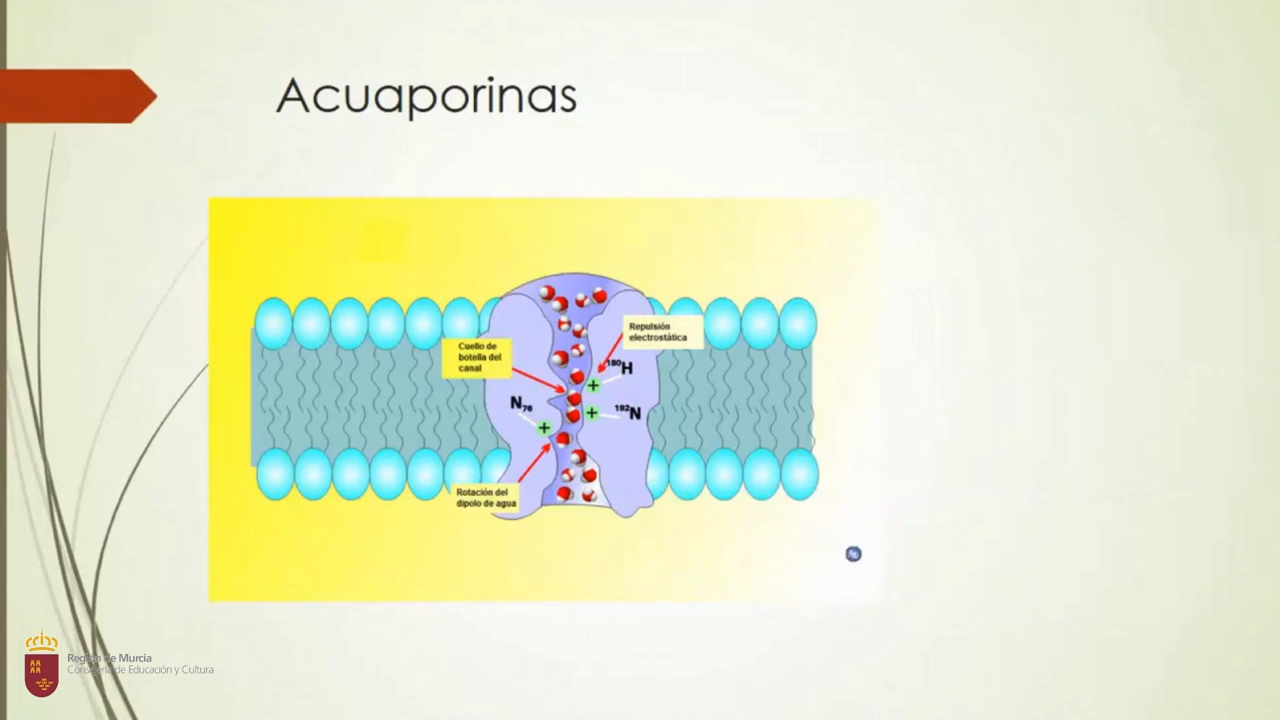 Acuaporinas
Repulsión
electrostática
Cuello de
botella del
canal
180H
N76
192N
+
+
+
Rotación del
dipolo de agua
Región de Murcia
Consejería de Educación y Cultura